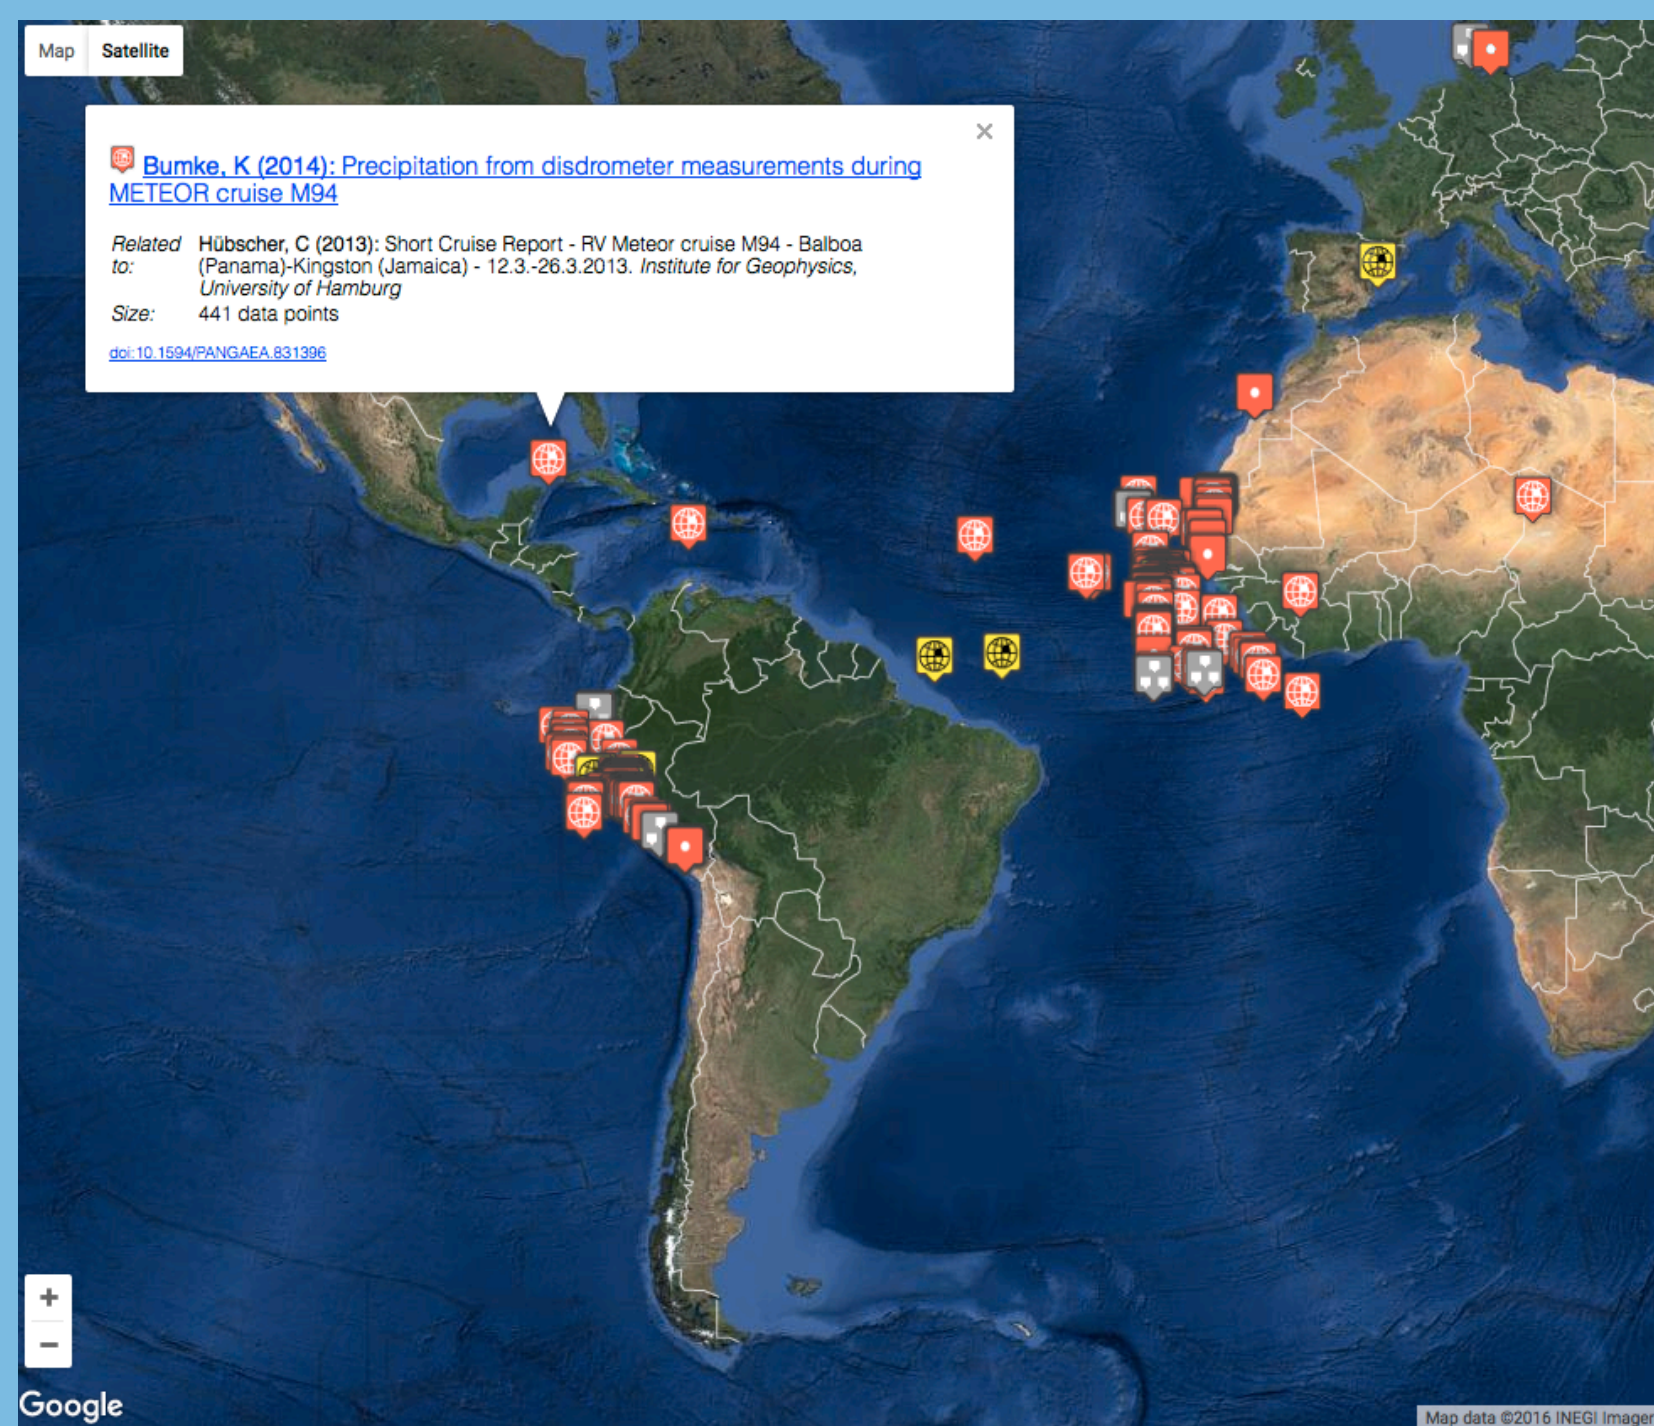 Map Satellite
×
Bumke, K (2014): Precipitation from disdrometer measurements during
METEOR cruise M94
Related to: Hübscher, C (2013): Short Cruise Report - RV Meteor cruise M94 - Balboa
(Panama)-Kingston (Jamaica) - 12.3.-26.3.2013. Institute for Geophysics,
University of Hamburg
Size: 441 data points
doi:10.1594/PANGAEA.831396
+
−
Google
Map data ©2016 INEGI Imager